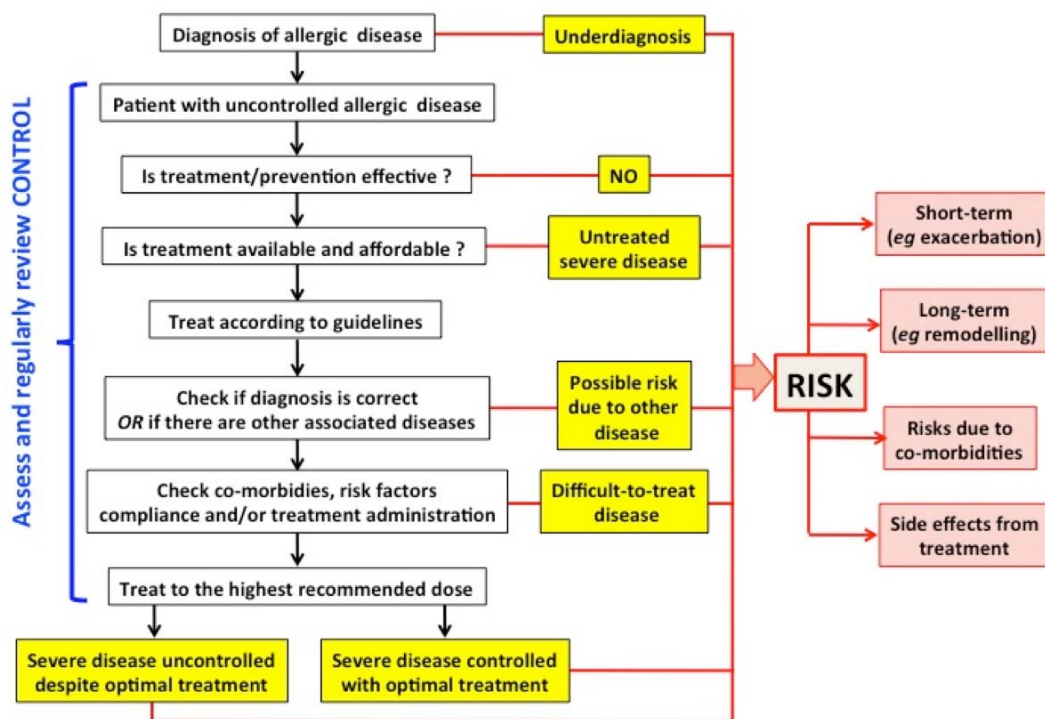 Diagnosis of allergic disease
Underdiagnosis
Assess and regularly review CONTROL
Patient with uncontrolled allergic disease
Is treatment/prevention effective ?
NO
Is treatment available and affordable ?
Untreated
severe disease
Treat according to guidelines
Check if diagnosis is correct
OR if there are other associated diseases
Possible risk
due to other
disease
Check co-morbidies, risk factors
compliance and/or treatment administration
Difficult-to-treat
disease
Treat to the highest recommended dose
Severe disease uncontrolled
despite optimal treatment
Severe disease controlled
with optimal treatment
RISK
Short-term
(eg exacerbation)
Long-term
(eg remodelling)
Risks due to
co-morbidities
Side effects from
treatment